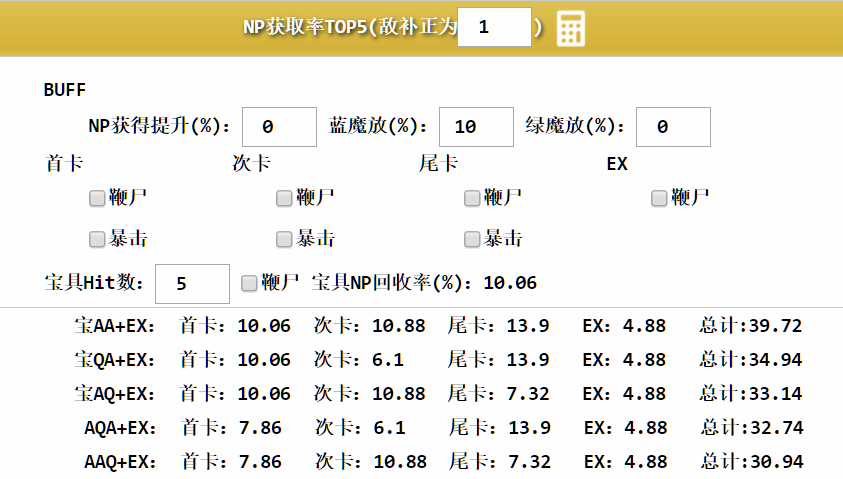 NP获取率TOP5(敌补正为 1 )
BUFF
NP获得提升(%): 0 蓝魔放(%): 10 绿魔放(%): 0
首卡 次卡 尾卡 EX
鞭尸 鞭尸 鞭尸 鞭尸
暴击 暴击 暴击
宝具Hit数: 5 鞭尸 宝具NP回收率(%): 10.06
宝AA+EX: 首卡: 10.06 次卡: 10.88 尾卡: 13.9 EX: 4.88 总计:39.72
宝QA+EX: 首卡: 10.06 次卡: 6.1 尾卡: 13.9 EX: 4.88 总计:34.94
宝AQ+EX: 首卡: 10.06 次卡: 10.88 尾卡: 7.32 EX: 4.88 总计:33.14
AQA+EX: 首卡: 7.86 次卡: 6.1 尾卡: 13.9 EX: 4.88 总计:32.74
AAQ+EX: 首卡: 7.86 次卡: 10.88 尾卡: 7.32 EX: 4.88 总计:30.94